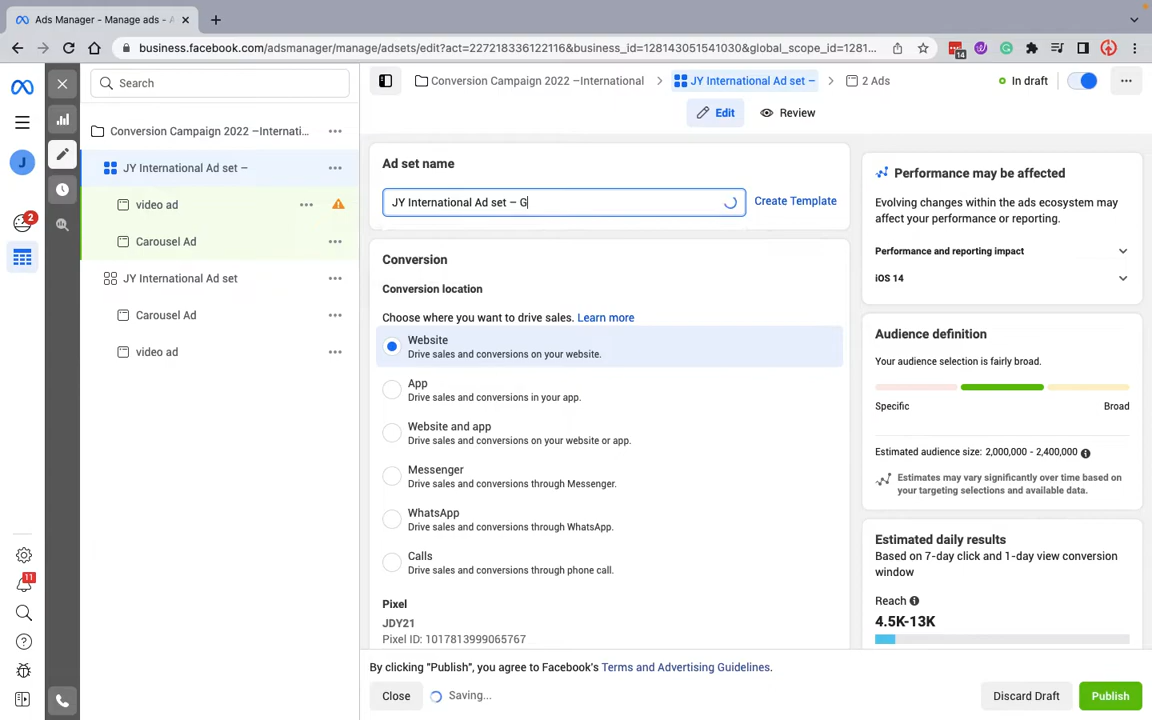 Ads Manager - Manage ads - A
business.facebook.com/adsmanager/manage/adsets/edit?act=227218336122116&business_id=128143051541030&global_scope_id=1281...
14
Search
Conversion Campaign 2022 –International
JY International Ad set –
2 Ads
In draft
Edit
Review
Conversion Campaign 2022 –Internati...
JY International Ad set –
video ad
Carousel Ad
JY International Ad set
Carousel Ad
video ad
J
2
11
Ad set name
JY International Ad set – G
Create Template
Conversion
Conversion location
Choose where you want to drive sales. Learn more
Website
Drive sales and conversions on your website.
App
Drive sales and conversions in your app.
Website and app
Drive sales and conversions on your website or app.
Messenger
Drive sales and conversions through Messenger.
WhatsApp
Drive sales and conversions through WhatsApp.
Calls
Drive sales and conversions through phone call.
Pixel
JDY21
Pixel ID: 1017813999065767
Performance may be affected
Evolving changes within the ads ecosystem may
affect your performance or reporting.
Performance and reporting impact
iOS 14
Audience definition
Your audience selection is fairly broad.
Specific
Broad
Estimated audience size: 2,000,000 - 2,400,000
Estimates may vary significantly over time based on
your targeting selections and available data.
Estimated daily results
Based on 7-day click and 1-day view conversion
window
Reach
4.5K-13K
By clicking "Publish", you agree to Facebook's Terms and Advertising Guidelines.
Close
Saving...
Discard Draft
Publish